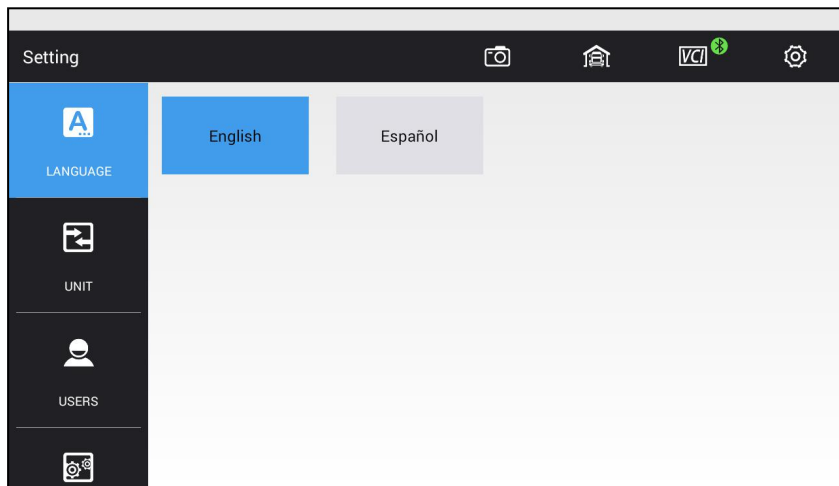 Setting
VCI
A
LANGUAGE
English
Español
UNIT
USERS